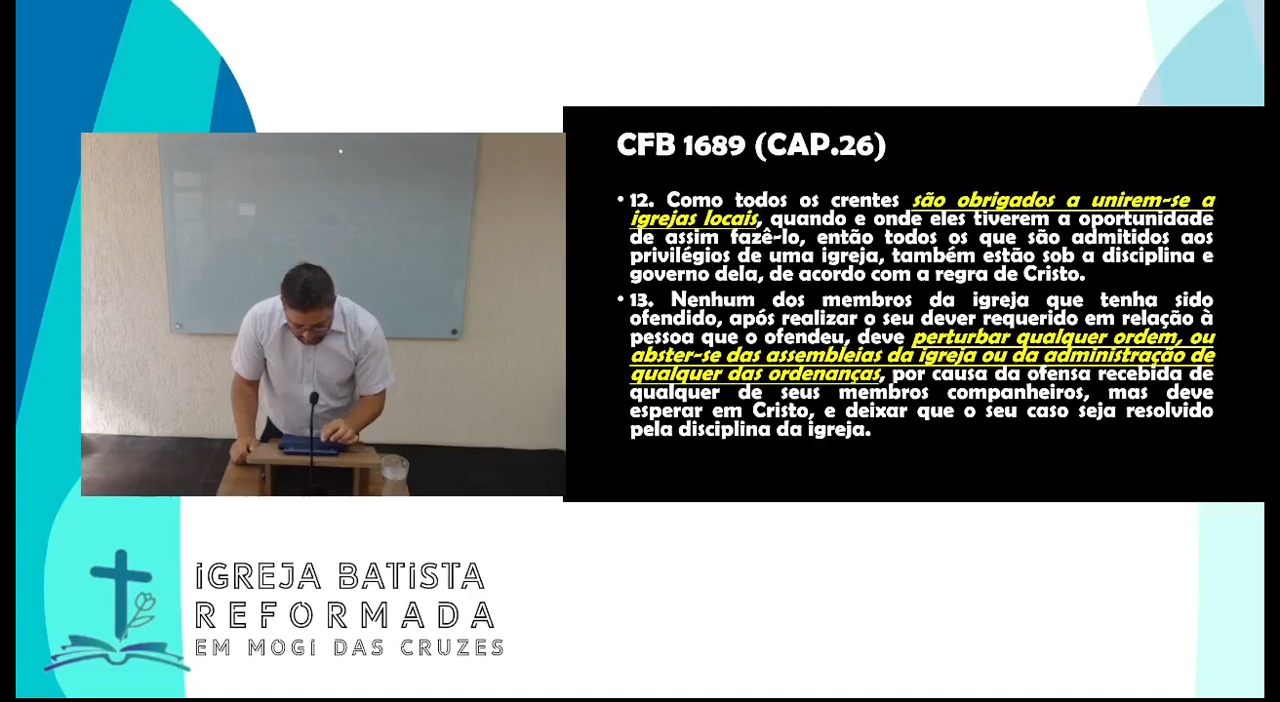 CFB 1689 (CAP.26)
• 12. Como todos os crentes são obrigados a unirem-se a
igrejas locais, quando e onde eles tiverem a oportunidade
de assim fazê-lo, então todos os que são admitidos aos
privilégios de uma igreja, também estão sob a disciplina e
governo dela, de acordo com a regra de Cristo.
• 13. Nenhum dos membros da igreja que tenha sido
ofendido, após realizar o seu dever requerido em relação à
pessoa que o ofendeu, deve perturbar qualquer ordem, ou
abster-se das assembleias da igreja ou da administração de
qualquer das ordenanças, por causa da ofensa recebida de
qualquer de seus membros companheiros, mas deve
esperar em Cristo, e deixar que o seu caso seja resolvido
pela disciplina da igreja.
IGREJA BATISTA
REFORMADA
EM MOGI DAS CRUZES